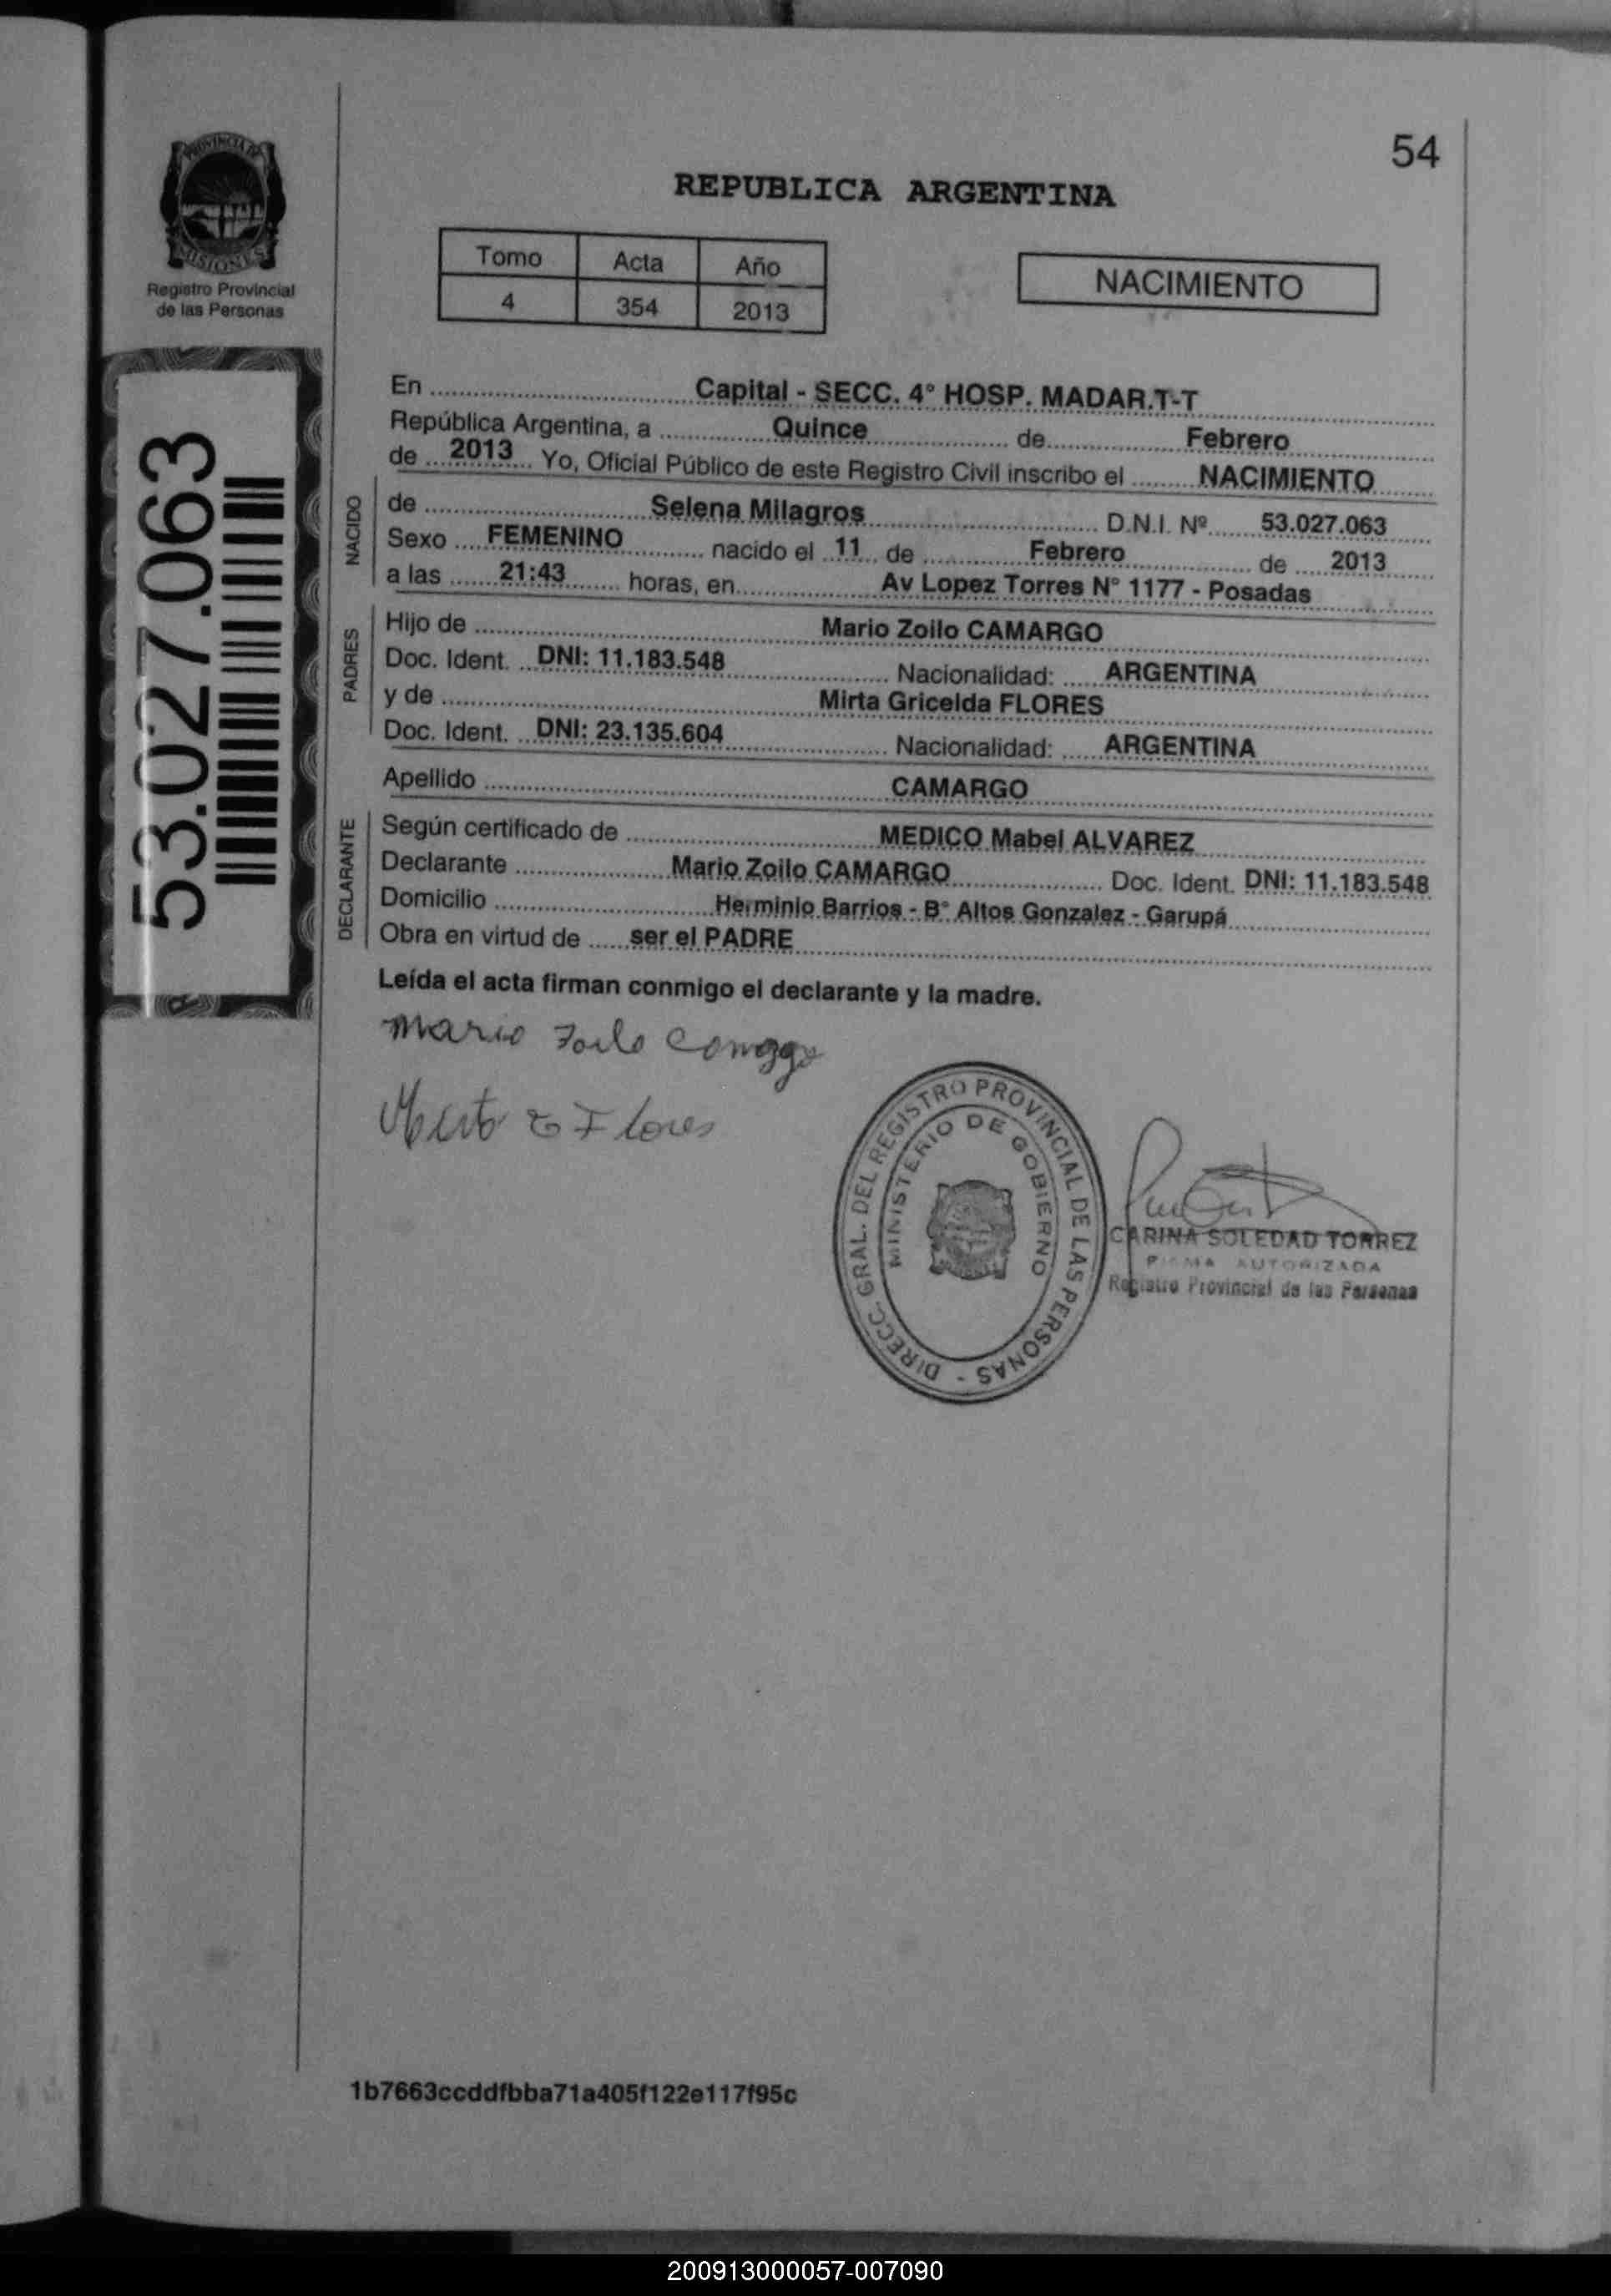 54
PROVINCIA DE
MISIONES
Registro Provincial
de las Personas
REPUBLICA ARGENTINA
Tomo Acta Año
4 354 2013
NACIMIENTO
53.027.063
En Capital - SECC. 4° HOSP. MADAR.T-T
República Argentina, a Quince de Febrero
de 2013 Yo, Oficial Público de este Registro Civil inscribo el NACIMIENTO
NACIDO
de Selena Milagros D.N.I. Nº 53.027.063
Sexo FEMENINO nacido el 11 de Febrero de 2013
a las 21:43 horas, en Av Lopez Torres N° 1177 - Posadas
PADRES
Hijo de Mario Zoilo CAMARGO
Doc. Ident. DNI: 11.183.548 Nacionalidad: ARGENTINA
y de Mirta Gricelda FLORES
Doc. Ident. DNI: 23.135.604 Nacionalidad: ARGENTINA
Apellido CAMARGO
DECLARANTE
Según certificado de MEDICO Mabel ALVAREZ
Declarante Mario Zoilo CAMARGO Doc. Ident. DNI: 11.183.548
Domicilio Herminio Barrios - B° Altos Gonzalez - Garupá
Obra en virtud de ser el PADRE
Leída el acta firman conmigo el declarante y la madre.
Mario Zoilo
Flores
DIRECC. GRAL. DEL REGISTRO PROVINCIAL DE LAS PERSONAS -
MINISTERIO DE GOBIERNO
CARINA SOLEDAD TORREZ
FIRMA AUTORIZADA
Registro Provincial de las Personas
1b7663ccddfbba71a405f122e117f95c
200913000057-007090